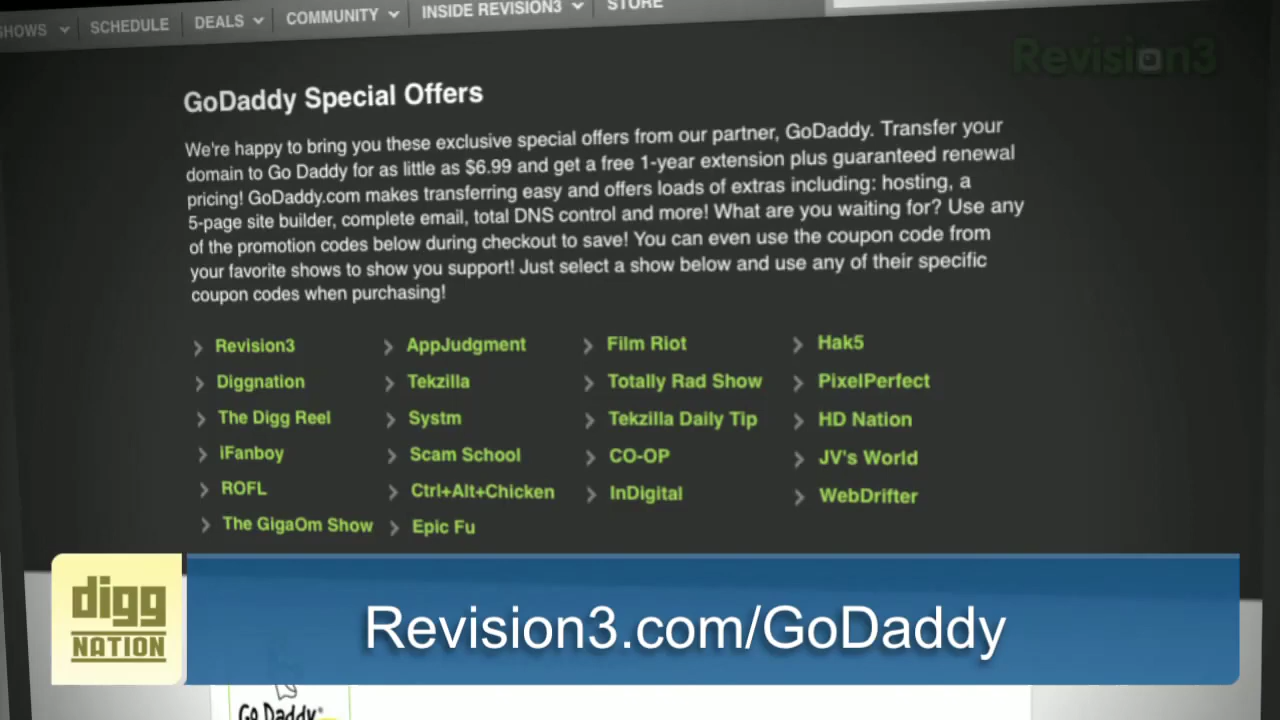 SHOWS SCHEDULE DEALS COMMUNITY INSIDE REVISION3 STORE
Revision3
GoDaddy Special Offers
We're happy to bring you these exclusive special offers from our partner, GoDaddy. Transfer your
domain to Go Daddy for as little as $6.99 and get a free 1-year extension plus guaranteed renewal
pricing! GoDaddy.com makes transferring easy and offers loads of extras including: hosting, a
5-page site builder, complete email, total DNS control and more! What are you waiting for? Use any
of the promotion codes below during checkout to save! You can even use the coupon code from
your favorite shows to show you support! Just select a show below and use any of their specific
coupon codes when purchasing!
Revision3 AppJudgment Film Riot Hak5
Diggnation Tekzilla Totally Rad Show PixelPerfect
The Digg Reel Systm Tekzilla Daily Tip HD Nation
iFanboy Scam School CO-OP JV's World
ROFL Ctrl+Alt+Chicken InDigital WebDrifter
The GigaOm Show Epic Fu
digg
NATION
Revision3.com/GoDaddy
Go Daddy